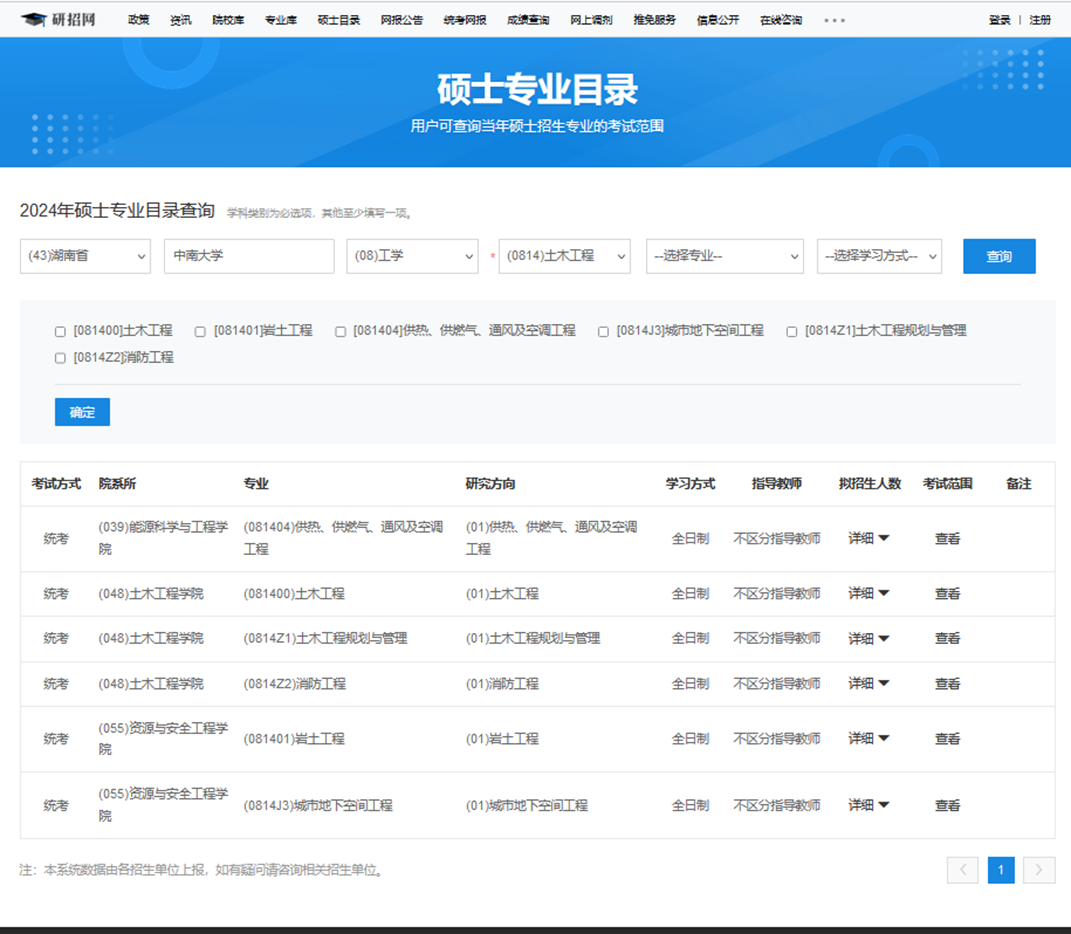 研招网 政策 资讯 院校库 专业库 硕士目录 网报公告 统考网报 成绩查询 网上调剂 推免服务 信息公开 在线咨询 ••• 登录 | 注册
硕士专业目录
用户可查询当年硕士招生专业的考试范围
2024年硕士专业目录查询 学科类别为必选项，其他至少填写一项。
(43)湖南省 中南大学 (08)工学 * (0814)土木工程 --选择专业-- --选择学习方式-- 查询
[081400]土木工程 [081401]岩土工程 [081404]供热、供燃气、通风及空调工程 [0814J3]城市地下空间工程 [0814Z1]土木工程规划与管理
[0814Z2]消防工程
确定
考试方式 院系所 专业 研究方向 学习方式 指导教师 拟招生人数 考试范围 备注
统考 (039)能源科学与工程学院 (081404)供热、供燃气、通风及空调工程 (01)供热、供燃气、通风及空调工程 全日制 不区分指导教师 详细 查看
统考 (048)土木工程学院 (081400)土木工程 (01)土木工程 全日制 不区分指导教师 详细 查看
统考 (048)土木工程学院 (0814Z1)土木工程规划与管理 (01)土木工程规划与管理 全日制 不区分指导教师 详细 查看
统考 (048)土木工程学院 (0814Z2)消防工程 (01)消防工程 全日制 不区分指导教师 详细 查看
统考 (055)资源与安全工程学院 (081401)岩土工程 (01)岩土工程 全日制 不区分指导教师 详细 查看
统考 (055)资源与安全工程学院 (0814J3)城市地下空间工程 (01)城市地下空间工程 全日制 不区分指导教师 详细 查看
注：本系统数据由各招生单位上报，如有疑问请咨询相关招生单位。 < 1 >